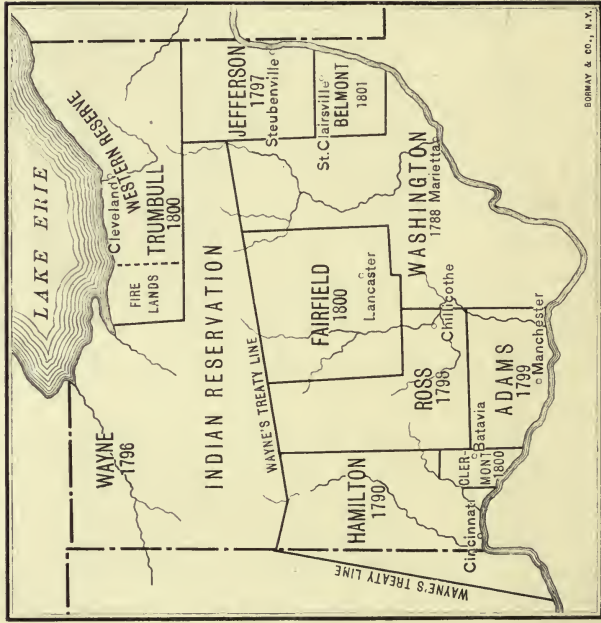 LAKE ERIE
WESTERN RESERVE
Cleveland
TRUMBULL
1800
FIRE
LANDS
WAYNE
1796
INDIAN RESERVATION
WAYNE'S TREATY LINE
JEFFERSON
1797
Steubenville
St. Clairsville
BELMONT
1801
FAIRFIELD
1800
Lancaster
WASHINGTON
1788 Marietta
HAMILTON
1790
ROSS
1798
Chillicothe
ADAMS
1799
Manchester
CLER-
MONT
1800
Batavia
Cincinnati
WAYNE'S TREATY LINE
BORMAY & CO., N.Y.